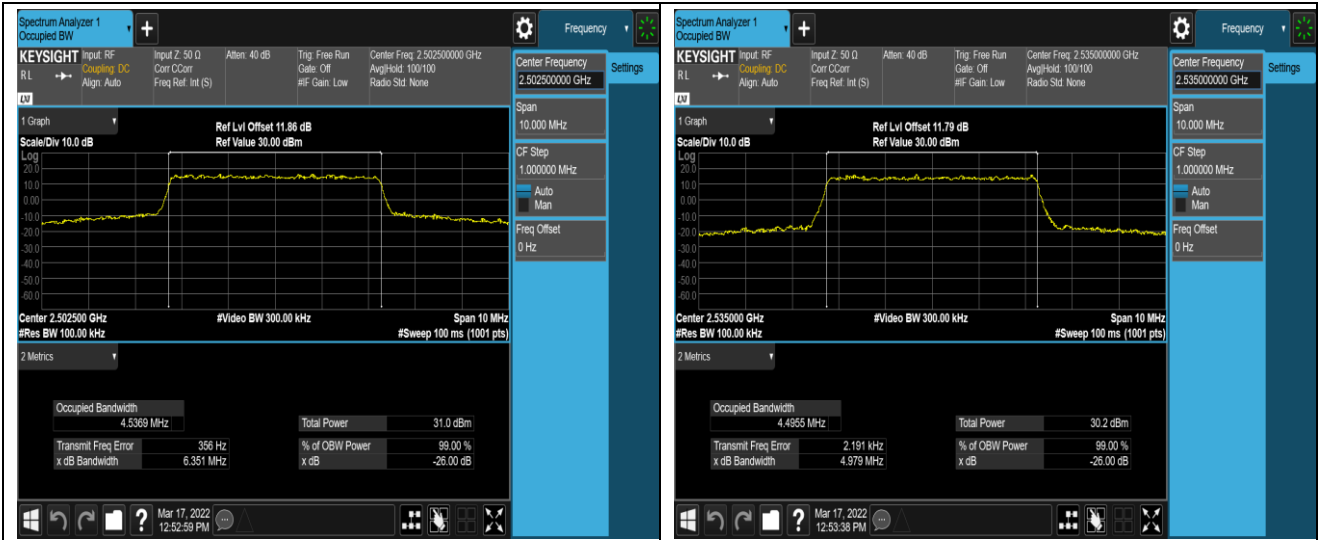 Spectrum Analyzer 1
Occupied BW
+
Frequency
KEYSIGHT Input: RF Input Z: 50 Ω Atten: 40 dB Trig: Free Run Center Freq: 2.502500000 GHz
RL Coupling: DC Corr CCorr Gate: Off Avg|Hold: 100/100
Align: Auto Freq Ref: Int (S) #IF Gain: Low Radio Std: None
LXI
Center Frequency
2.502500000 GHz
Settings
Span
10.000 MHz
CF Step
1.000000 MHz
Auto
Man
Freq Offset
0 Hz
1 Graph
Ref Lvl Offset 11.86 dB
Scale/Div 10.0 dB Ref Value 30.00 dBm
Log
20.0
10.0
0.00
-10.0
-20.0
-30.0
-40.0
-50.0
-60.0
Center 2.502500 GHz #Video BW 300.00 kHz Span 10 MHz
#Res BW 100.00 kHz #Sweep 100 ms (1001 pts)
2 Metrics
Occupied Bandwidth
4.5369 MHz Total Power 31.0 dBm
Transmit Freq Error 356 Hz % of OBW Power 99.00 %
x dB Bandwidth 6.351 MHz x dB -26.00 dB
?
Mar 17, 2022
12:52:59 PM
Spectrum Analyzer 1
Occupied BW
+
Frequency
KEYSIGHT Input: RF Input Z: 50 Ω Atten: 40 dB Trig: Free Run Center Freq: 2.535000000 GHz
RL Coupling: DC Corr CCorr Gate: Off Avg|Hold: 100/100
Align: Auto Freq Ref: Int (S) #IF Gain: Low Radio Std: None
LXI
Center Frequency
2.535000000 GHz
Settings
Span
10.000 MHz
CF Step
1.000000 MHz
Auto
Man
Freq Offset
0 Hz
1 Graph
Ref Lvl Offset 11.79 dB
Scale/Div 10.0 dB Ref Value 30.00 dBm
Log
20.0
10.0
0.00
-10.0
-20.0
-30.0
-40.0
-50.0
-60.0
Center 2.535000 GHz #Video BW 300.00 kHz Span 10 MHz
#Res BW 100.00 kHz #Sweep 100 ms (1001 pts)
2 Metrics
Occupied Bandwidth
4.4955 MHz Total Power 30.2 dBm
Transmit Freq Error 2.191 kHz % of OBW Power 99.00 %
x dB Bandwidth 4.979 MHz x dB -26.00 dB
?
Mar 17, 2022
12:53:38 PM